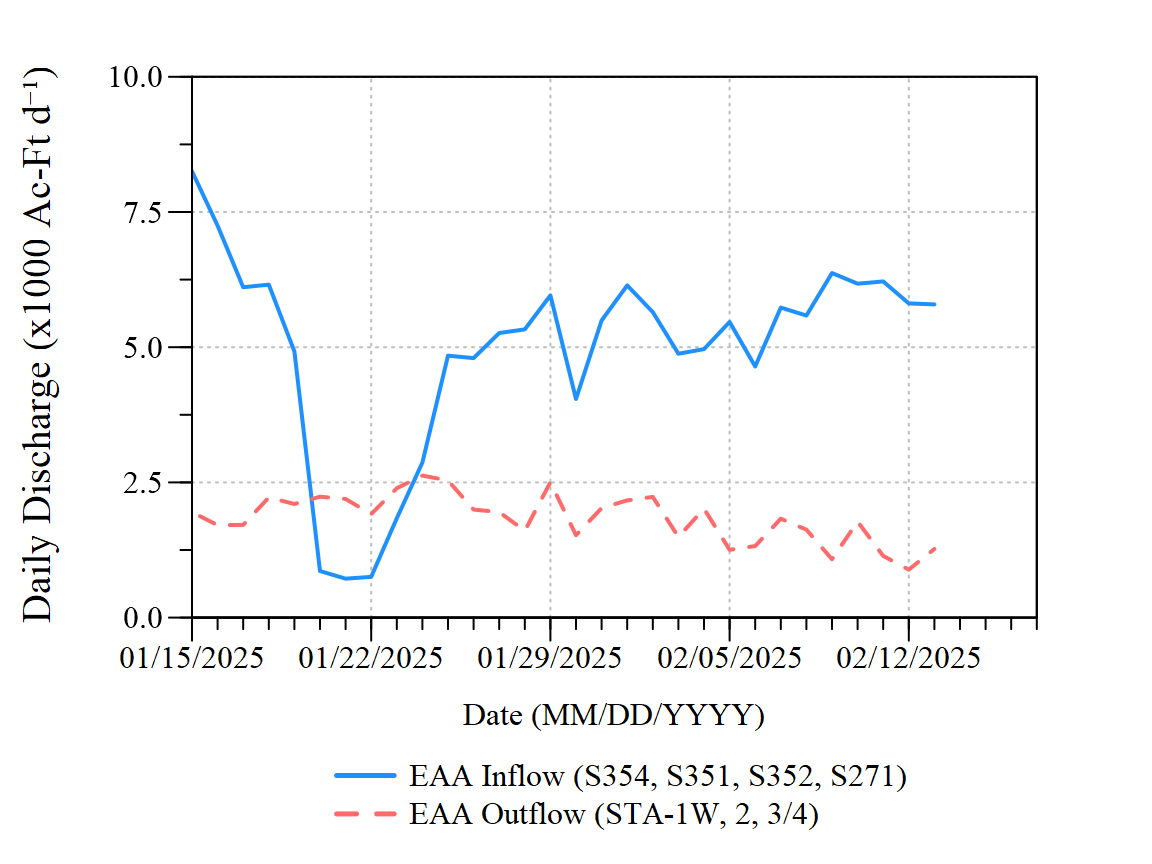 Daily Discharge (x1000 Ac-Ft d⁻¹)
10.0
7.5
5.0
2.5
0.0
01/15/2025 01/22/2025 01/29/2025 02/05/2025 02/12/2025
Date (MM/DD/YYYY)
EAA Inflow (S354, S351, S352, S271)
EAA Outflow (STA-1W, 2, 3/4)